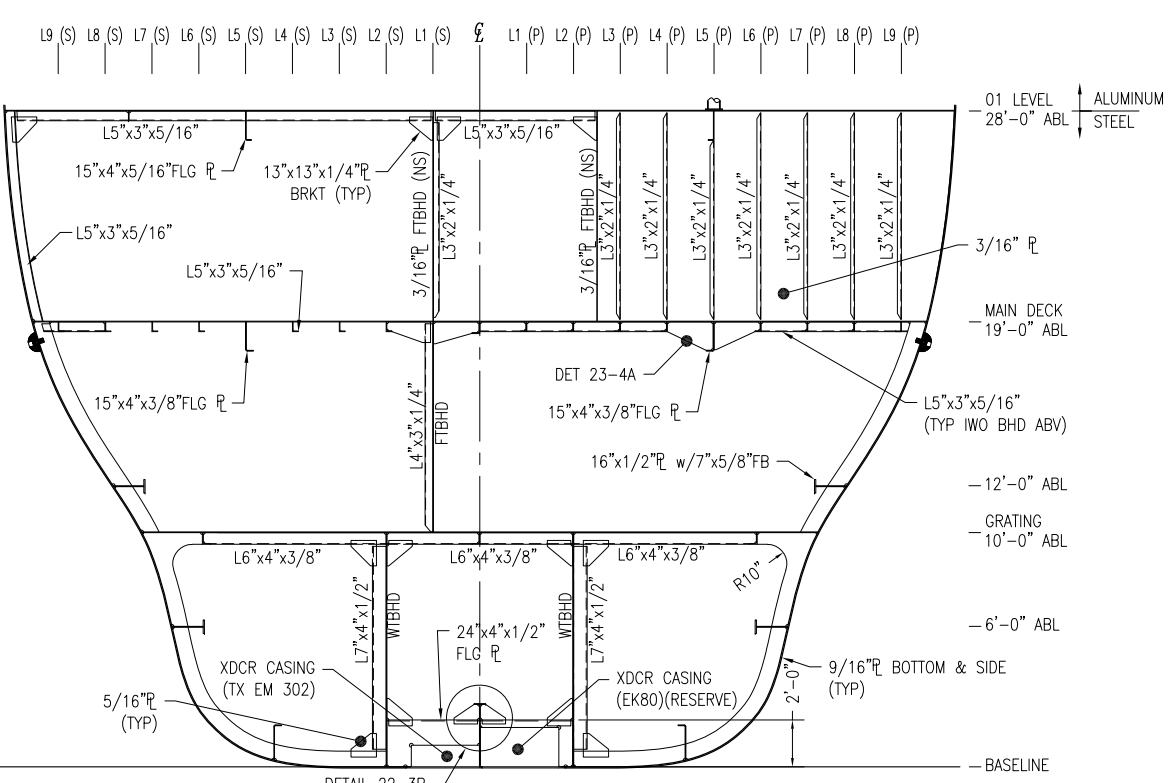 L9 (S) L8 (S) L7 (S) L6 (S) L5 (S) L4 (S) L3 (S) L2 (S) L1 (S) ℄ L1 (P) L2 (P) L3 (P) L4 (P) L5 (P) L6 (P) L7 (P) L8 (P) L9 (P)
01 LEVEL
28'-0" ABL
ALUMINUM
STEEL
L5"x3"x5/16"
L5"x3"x5/16"
15"x4"x5/16"FLG ⅊
13"x13"x1/4"⅊
BRKT (TYP)
3/16"⅊ FTBHD (NS)
L3"x2"x1/4"
3/16"⅊ FTBHD (NS)
L3"x2"x1/4"
L3"x2"x1/4"
L3"x2"x1/4"
L3"x2"x1/4"
L3"x2"x1/4"
L3"x2"x1/4"
L3"x2"x1/4"
L5"x3"x5/16"
3/16" ⅊
L5"x3"x5/16"
MAIN DECK
19'-0" ABL
DET 23-4A
15"x4"x3/8"FLG ⅊
15"x4"x3/8"FLG ⅊
L5"x3"x5/16"
(TYP IWO BHD ABV)
L4"x3"x1/4"
FTBHD
16"x1/2"⅊ w/7"x5/8"FB
12'-0" ABL
GRATING
10'-0" ABL
L6"x4"x3/8"
L6"x4"x3/8"
L6"x4"x3/8"
R10"
L7"x4"x1/2"
WTBHD
WTBHD
L7"x4"x1/2"
24"x4"x1/2"
FLG ⅊
6'-0" ABL
XDCR CASING
(TX EM 302)
XDCR CASING
(EK80)(RESERVE)
9/16"⅊ BOTTOM & SIDE
(TYP)
2'-0"
5/16"⅊
(TYP)
BASELINE
DETAIL 22-3B